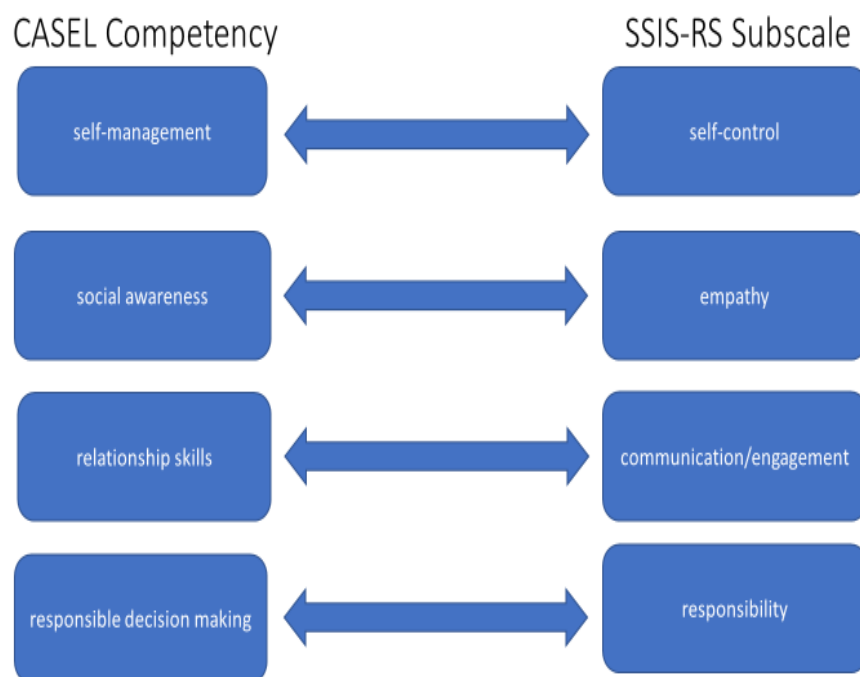 CASEL Competency
SSIS-RS Subscale
self-management
self-control
social awareness
empathy
relationship skills
communication/engagement
responsible decision making
responsibility